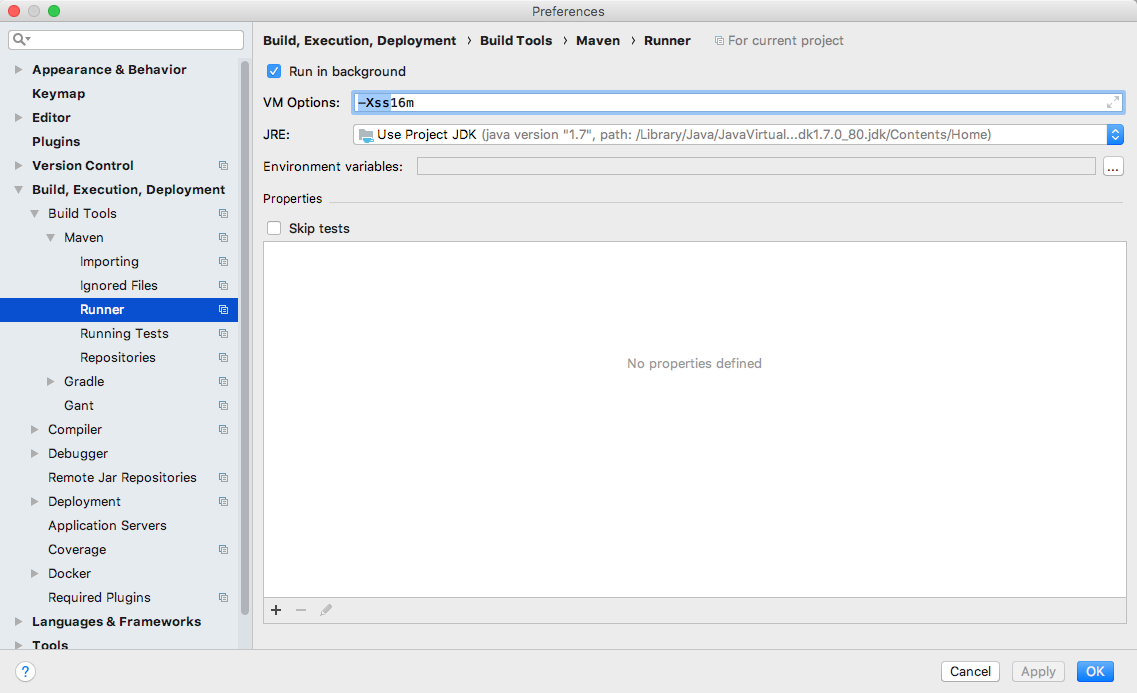 Preferences
Appearance & Behavior
Keymap
Editor
Plugins
Version Control
Build, Execution, Deployment
Build Tools
Maven
Importing
Ignored Files
Runner
Running Tests
Repositories
Gradle
Gant
Compiler
Debugger
Remote Jar Repositories
Deployment
Application Servers
Coverage
Docker
Required Plugins
Languages & Frameworks
Tools
Build, Execution, Deployment › Build Tools › Maven › Runner For current project
Run in background
VM Options: –Xss16m
JRE: Use Project JDK (java version "1.7", path: /Library/Java/JavaVirtual...dk1.7.0_80.jdk/Contents/Home)
Environment variables: ...
Properties
Skip tests
No properties defined
? Cancel Apply OK